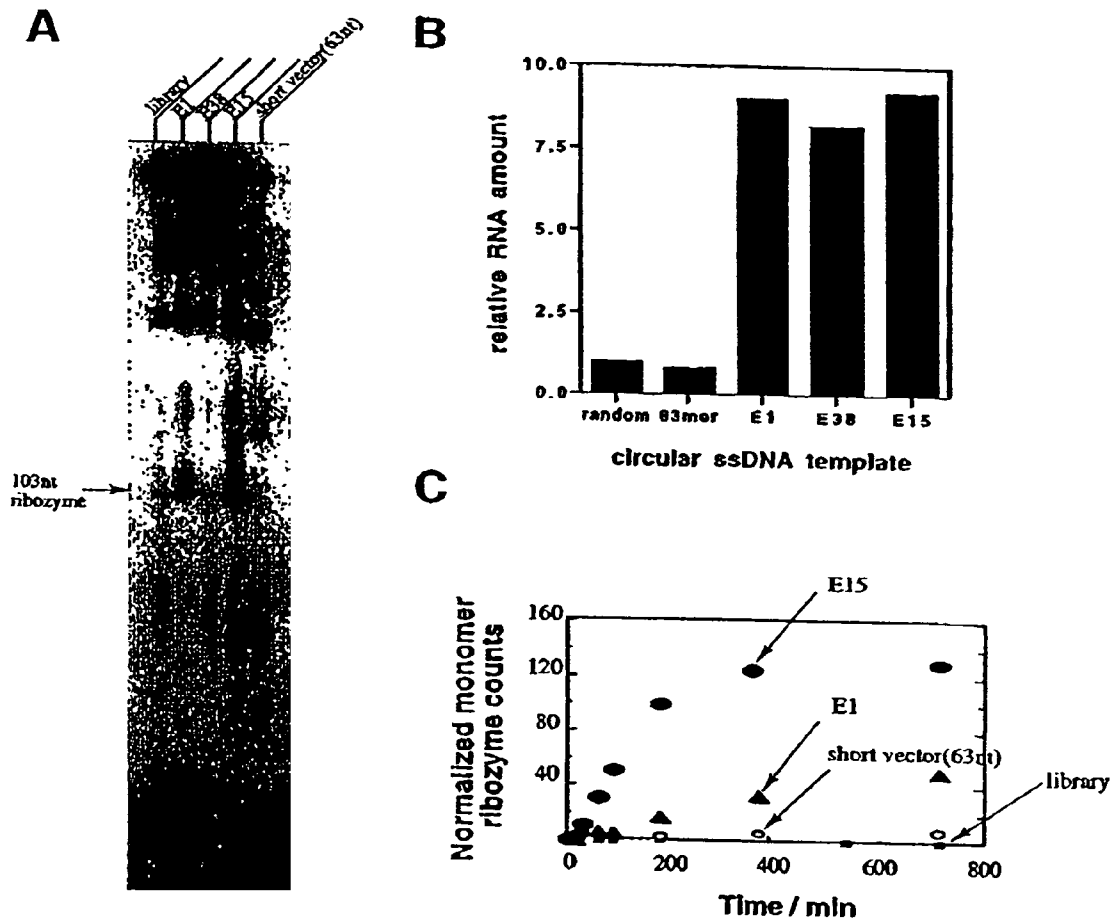 A
library
E1
E38
E15
short vector(63nt)
103nt
ribozyme
B
relative RNA amount
10.0
7.5
5.0
2.5
0.0
random
63mer
E1
E38
E15
circular ssDNA template
C
Normalized monomer
ribozyme counts
160
120
80
40
0
200
400
600
800
Time / min
E15
E1
short vector(63nt)
library